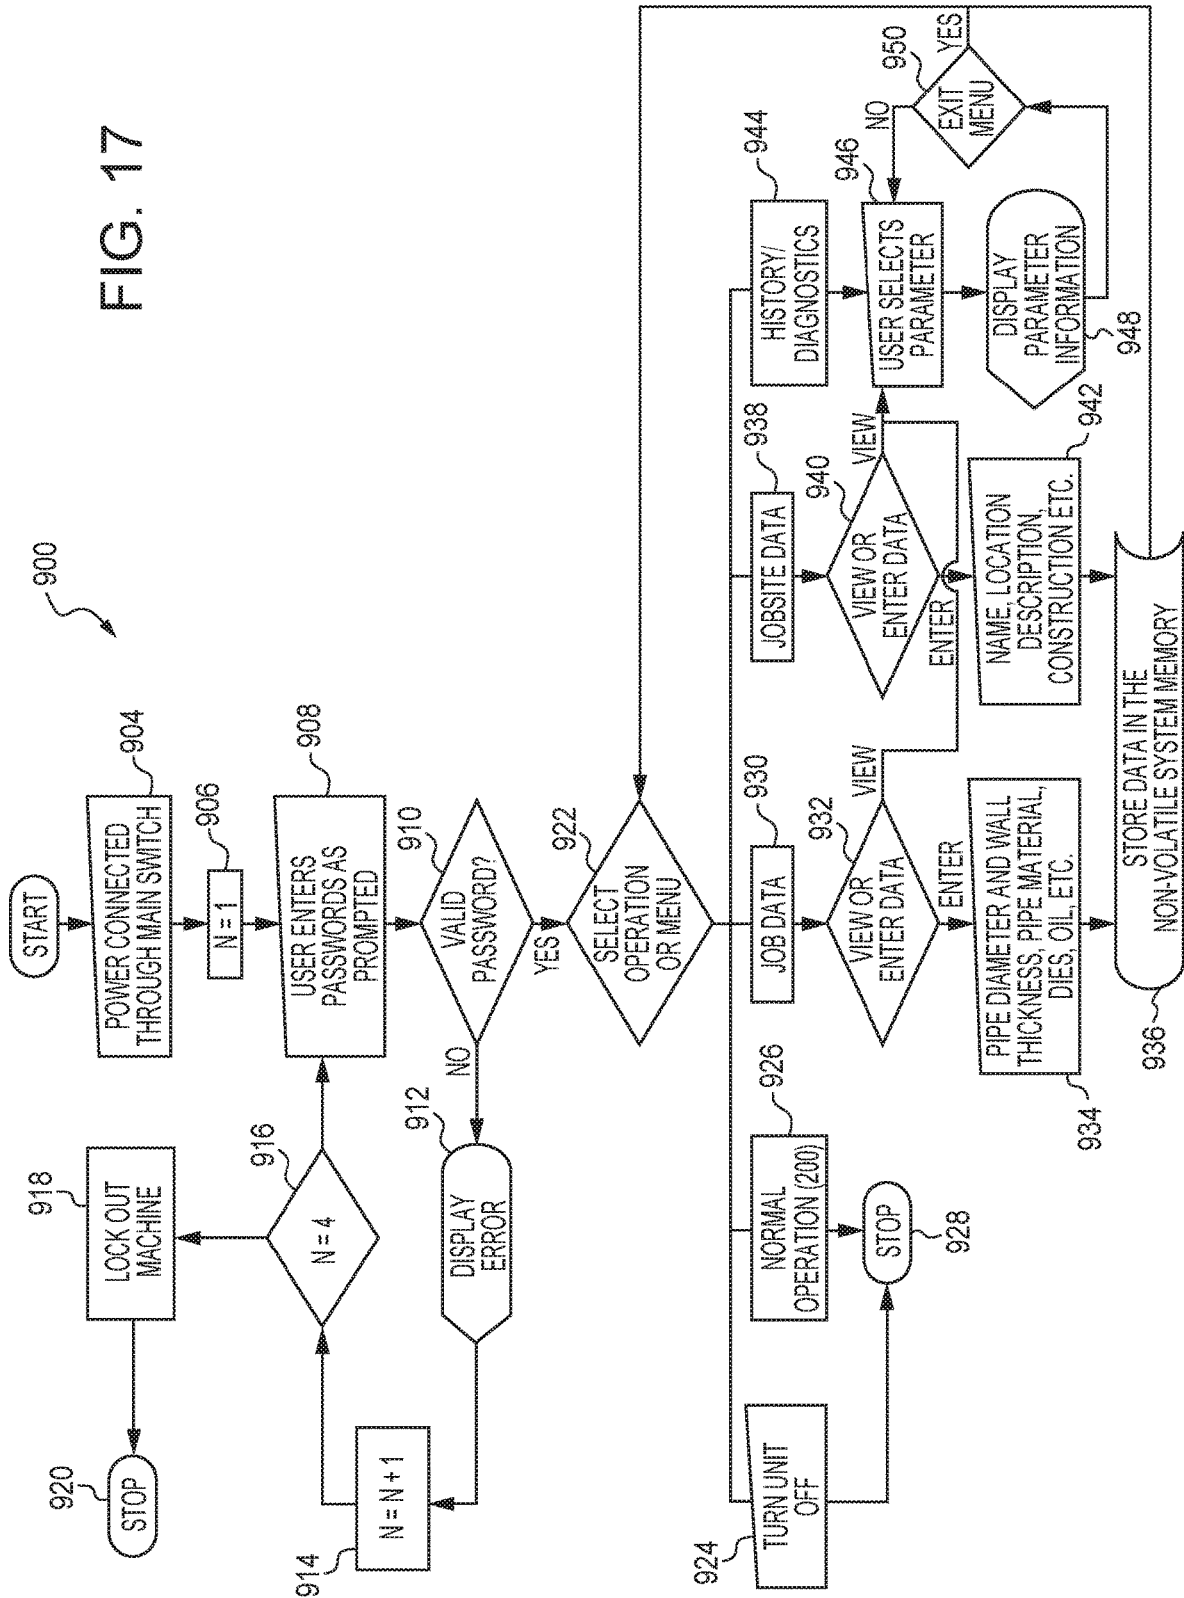 FIG. 17
900
START
POWER CONNECTED
THROUGH MAIN SWITCH
904
N = 1
906
USER ENTERS
PASSWORDS AS
PROMPTED
908
VALID
PASSWORD?
910
NO
YES
DISPLAY
ERROR
912
N = N + 1
914
N = 4
916
LOCK OUT
MACHINE
918
STOP
920
SELECT
OPERATION
OR MENU
922
TURN UNIT
OFF
924
NORMAL
OPERATION (200)
926
STOP
928
JOB DATA
930
VIEW OR
ENTER DATA
932
VIEW
ENTER
PIPE DIAMETER AND WALL
THICKNESS, PIPE MATERIAL,
DIES, OIL, ETC.
934
STORE DATA IN THE
NON-VOLATILE SYSTEM MEMORY
936
JOBSITE DATA
938
VIEW OR
ENTER DATA
940
VIEW
ENTER
NAME, LOCATION
DESCRIPTION,
CONSTRUCTION ETC.
942
HISTORY/
DIAGNOSTICS
944
USER SELECTS
PARAMETER
946
DISPLAY
PARAMETER
INFORMATION
948
EXIT
MENU
950
NO
YES